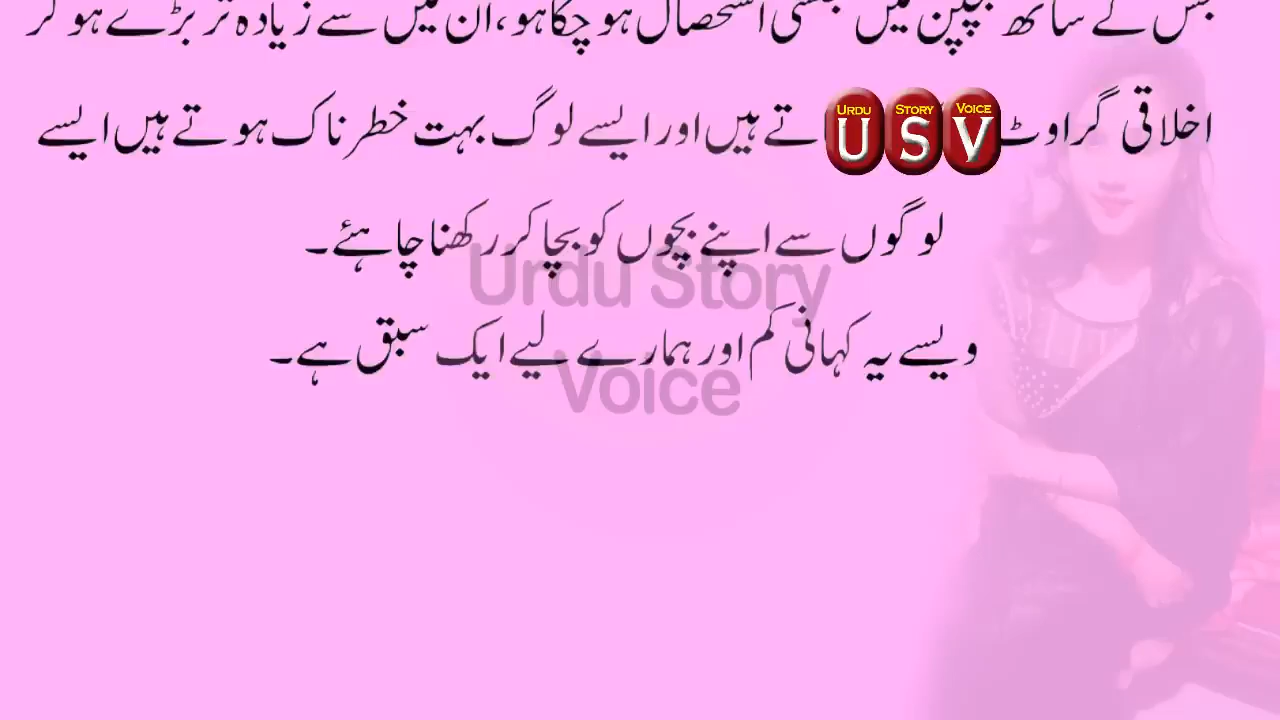 جس کے ساتھ بچپن میں جنسی استحصال ہو چکا ہو، ان میں سے زیادہ تر بڑے ہو کر
اخلاقی گراوٹ تے ہیں اور ایسے لوگ بہت خطرناک ہوتے ہیں ایسے
URDU STORY VOICE
USV
لوگوں سے اپنے بچوں کو بچا کر رکھنا چاہئے۔
Urdu Story
ویسے یہ کہانی کم اور ہمارے لیے ایک سبق ہے۔
Voice